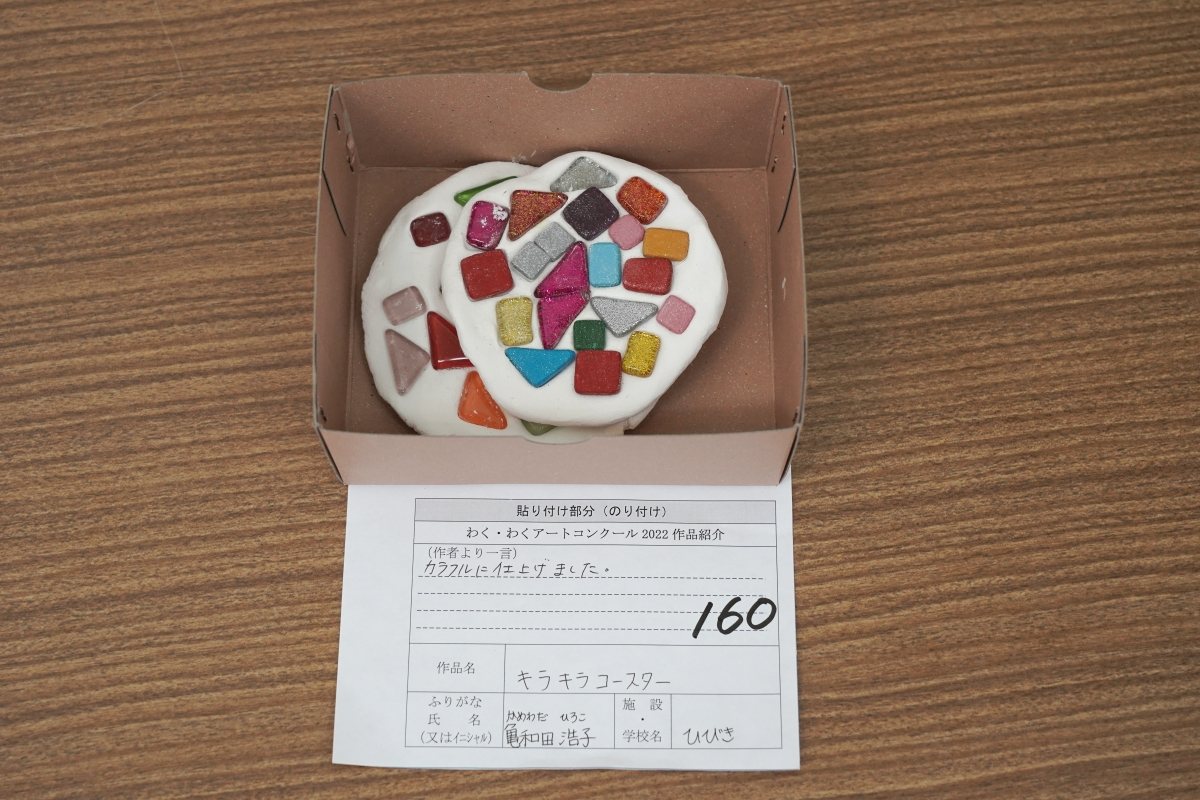 貼り付け部分（のり付け）
わく・わくアートコンクール 2022 作品紹介
（作者より一言）
カラフルに仕上げました。
160
作品名
キラキラコースター
ふりがな
氏 名
（又はｲﾆｼｬﾙ）
かめわだ ひろこ
亀和田 浩子
施 設
・
学校名
ひびき